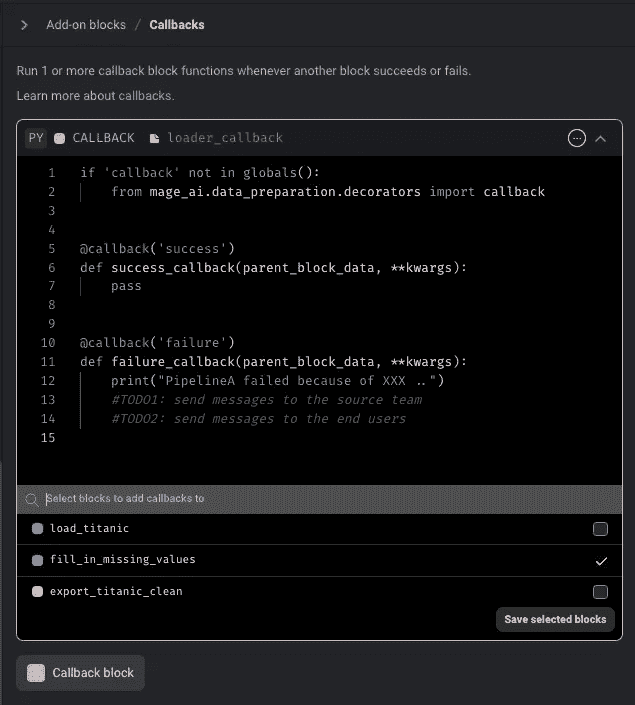 Add-on blocks / Callbacks
Run 1 or more callback block functions whenever another block succeeds or fails.
Learn more about callbacks.
PY CALLBACK loader_callback
1 if 'callback' not in globals():
2 from mage_ai.data_preparation.decorators import callback
3
4
5 @callback('success')
6 def success_callback(parent_block_data, **kwargs):
7 pass
8
9
10 @callback('failure')
11 def failure_callback(parent_block_data, **kwargs):
12 print("PipelineA failed because of XXX ..")
13 #TODO1: send messages to the source team
14 #TODO2: send messages to the end users
15
Select blocks to add callbacks to
load_titanic
fill_in_missing_values
export_titanic_clean
Save selected blocks
Callback block